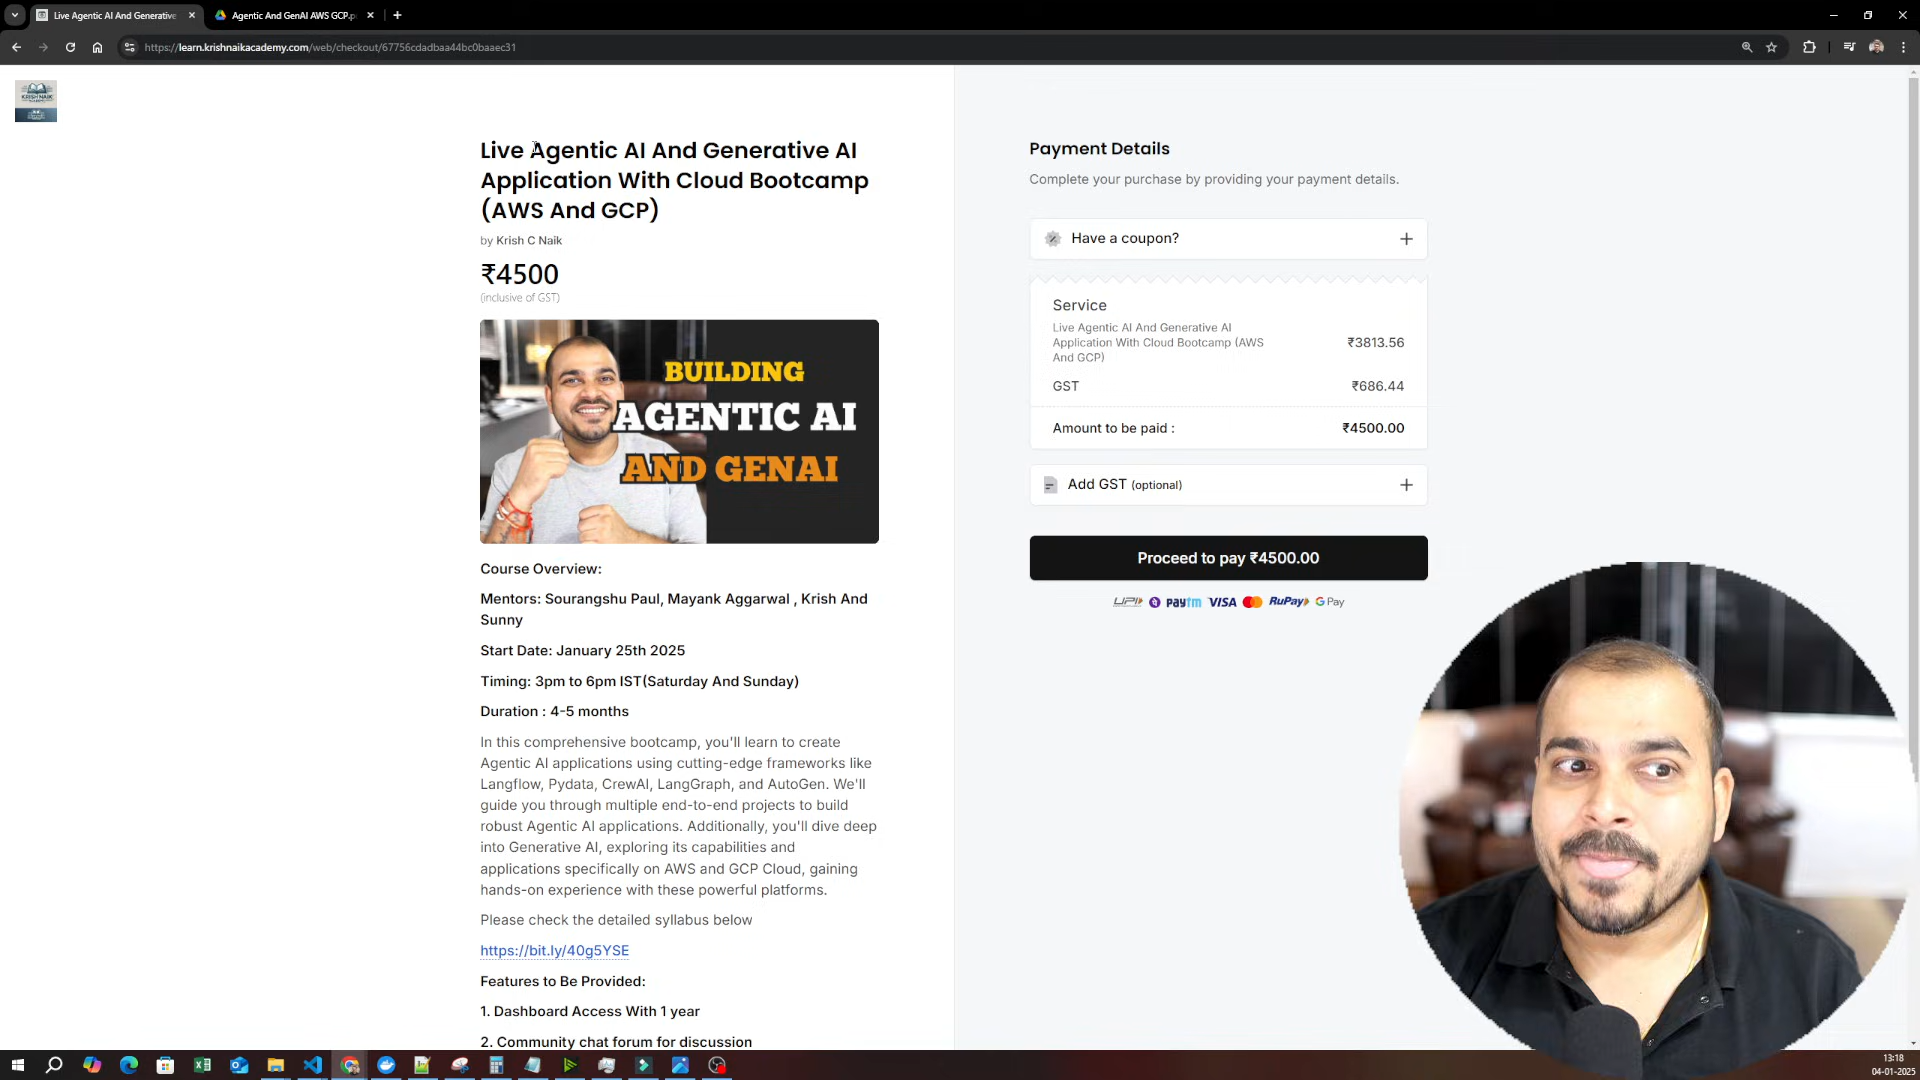 Live Agentic AI And Generative
Agentic And GenAI AWS GCP.p
https://learn.krishnaikacademy.com/web/checkout/67756cdadbaa44bc0baaec31
KRISH NAIK
Live Agentic AI And Generative AI
Application With Cloud Bootcamp
(AWS And GCP)
by Krish C Naik
₹4500
(inclusive of GST)
BUILDING
AGENTIC AI
AND GENAI
Course Overview:
Mentors: Sourangshu Paul, Mayank Aggarwal , Krish And
Sunny
Start Date: January 25th 2025
Timing: 3pm to 6pm IST(Saturday And Sunday)
Duration : 4-5 months
In this comprehensive bootcamp, you'll learn to create
Agentic AI applications using cutting-edge frameworks like
Langflow, Pydata, CrewAI, LangGraph, and AutoGen. We'll
guide you through multiple end-to-end projects to build
robust Agentic AI applications. Additionally, you'll dive deep
into Generative AI, exploring its capabilities and
applications specifically on AWS and GCP Cloud, gaining
hands-on experience with these powerful platforms.
Please check the detailed syllabus below
https://bit.ly/40g5YSE
Features to Be Provided:
1. Dashboard Access With 1 year
2. Community chat forum for discussion
Payment Details
Complete your purchase by providing your payment details.
Have a coupon?
Service
Live Agentic AI And Generative AI
Application With Cloud Bootcamp (AWS
And GCP)
₹3813.56
GST ₹686.44
Amount to be paid : ₹4500.00
Add GST (optional)
Proceed to pay ₹4500.00
UPI paytm VISA RuPay G Pay
13:18
04-01-2025